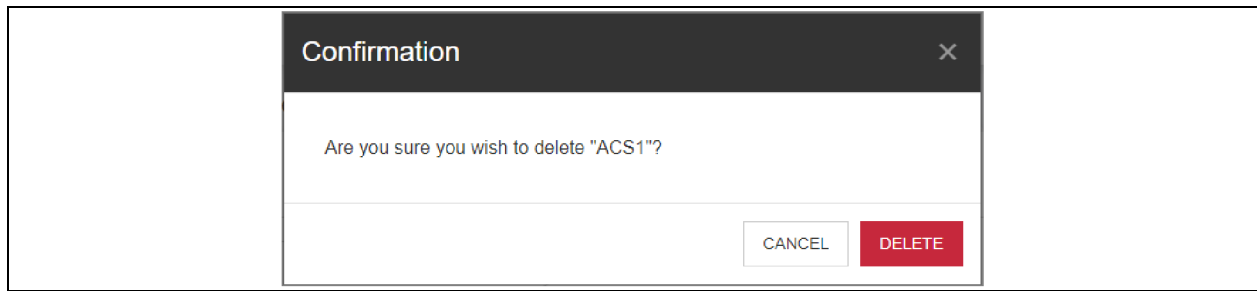 Confirmation
Are you sure you wish to delete "ACS1"?
CANCEL DELETE